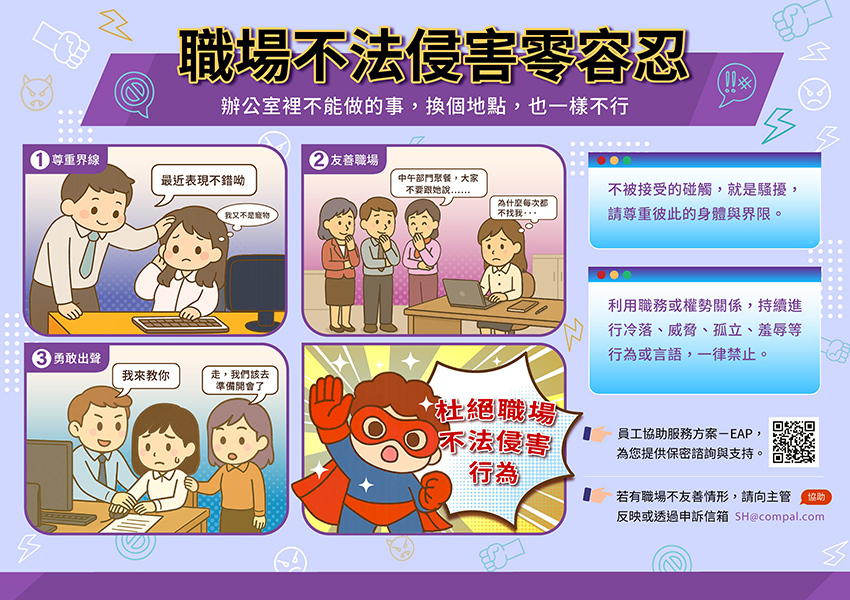 職場不法侵害零容忍
辦公室裡不能做的事，換個地點，也一樣不行
1 尊重界線
最近表現不錯呦
我又不是寵物
2 友善職場
中午部門聚餐，大家
不要跟她說……
為什麼每次都
不找我···
3 勇敢出聲
我來教你
走，我們該去
準備開會了
杜絕職場
不法侵害
行為
不被接受的碰觸，就是騷擾，
請尊重彼此的身體與界限。
利用職務或權勢關係，持續進
行冷落、威脅、孤立、羞辱等
行為或言語，一律禁止。
員工協助服務方案－EAP，
為您提供保密諮詢與支持。
若有職場不友善情形，請向主管 協助
反映或透過申訴信箱 SH@compal.com